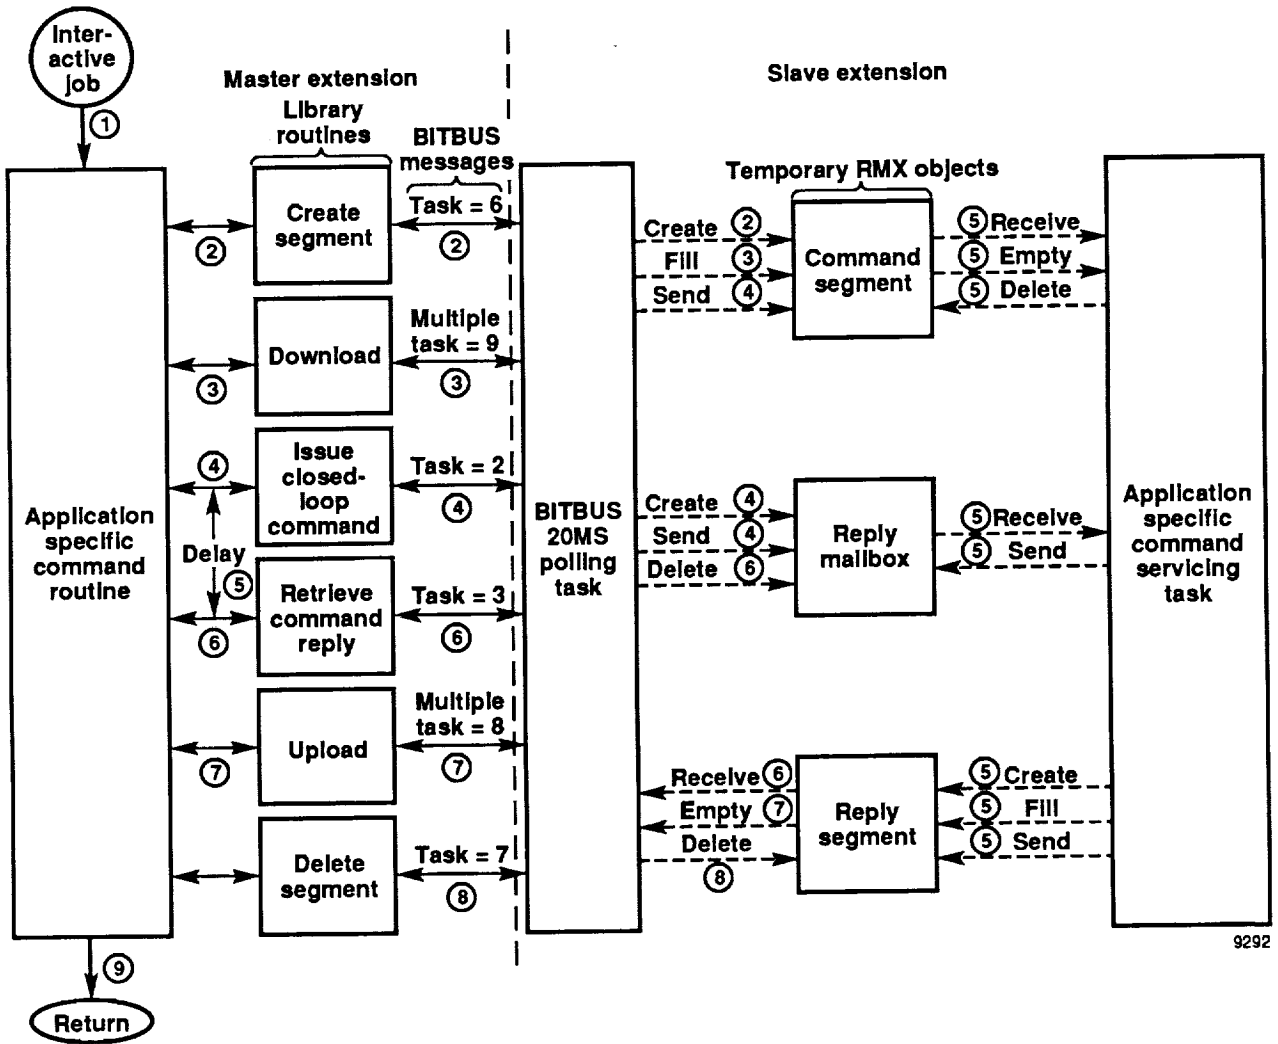 Inter-
active
job
1
Master extension
Library
routines
BITBUS
messages
Slave extension
Temporary RMX objects
Application
specific
command
routine
2
Create
segment
Task = 6
2
3
Download
Multiple
task = 9
3
4
Issue
closed-
loop
command
Task = 2
4
Delay
5
6
Retrieve
command
reply
Task = 3
6
7
Upload
Multiple
task = 8
7
Delete
segment
Task = 7
8
BITBUS
20MS
polling
task
Create 2
Fill 3
Send 4
Command
segment
5 Receive
5 Empty
5 Delete
Create 4
Send 4
Delete 6
Reply
mailbox
5 Receive
5 Send
Receive 6
Empty 7
Delete
8
Reply
segment
5 Create
5 Fill
5 Send
Application
specific
command
servicing
task
9292
9
Return